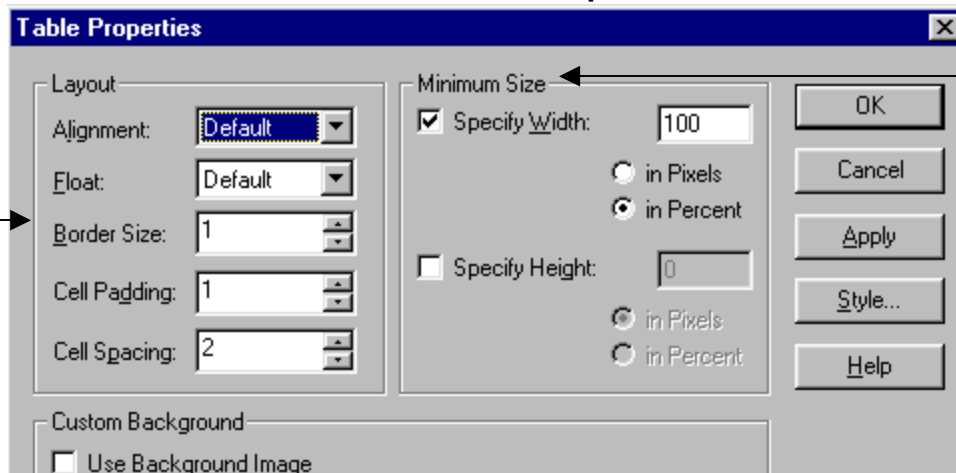 Table Properties
Layout
Alignment: Default
Float: Default
Border Size: 1
Cell Padding: 1
Cell Spacing: 2
Minimum Size
Specify Width: 100
in Pixels
in Percent
Specify Height: 0
in Pixels
in Percent
OK
Cancel
Apply
Style...
Help
Custom Background
Use Background Image